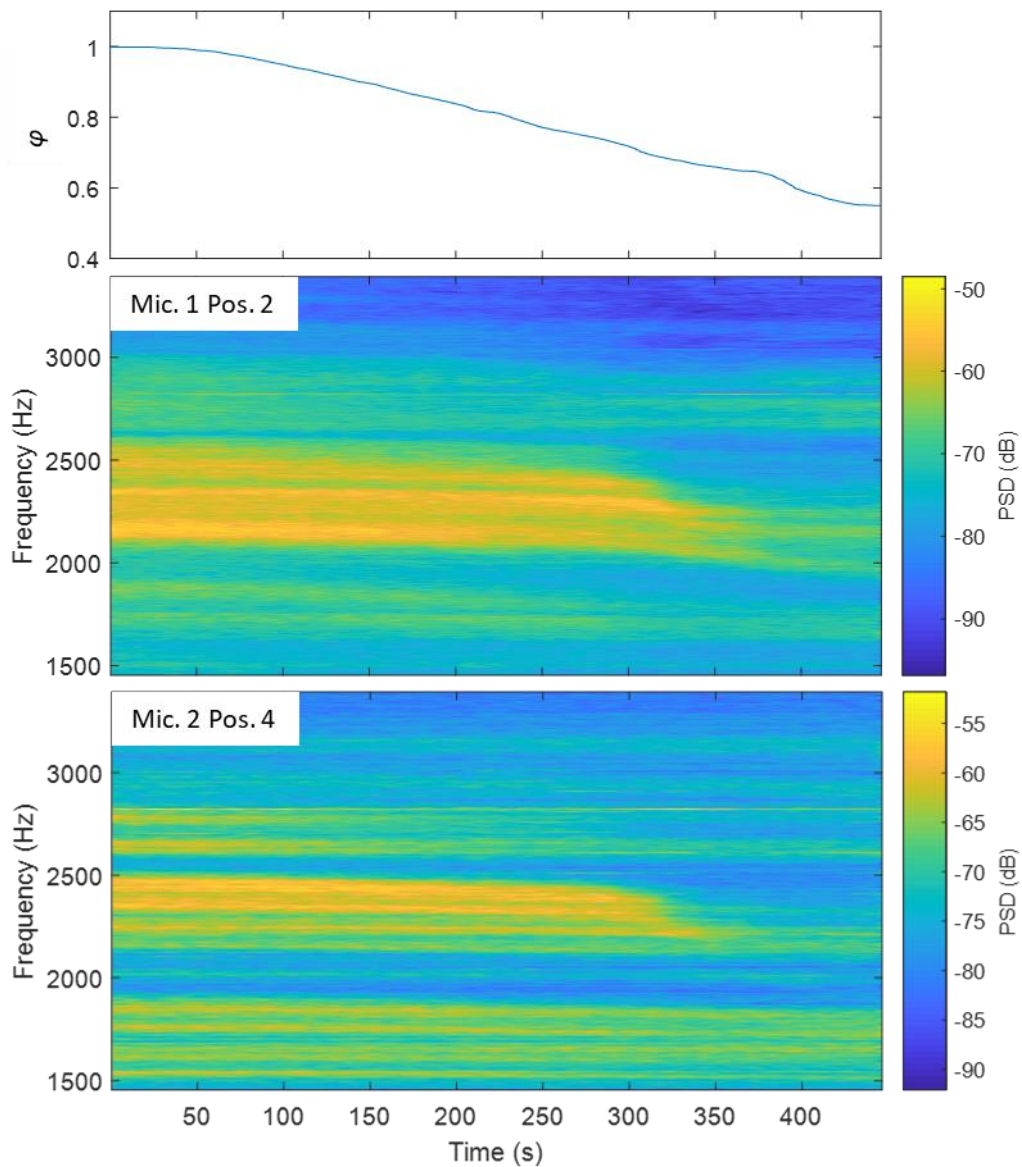 1
0.8
φ
0.6
0.4
Mic. 1 Pos. 2
3000
2500
2000
1500
Frequency (Hz)
-50
-60
-70
-80
-90
PSD (dB)
Mic. 2 Pos. 4
3000
2500
2000
1500
Frequency (Hz)
-55
-60
-65
-70
-75
-80
-85
-90
PSD (dB)
50 100 150 200 250 300 350 400
Time (s)